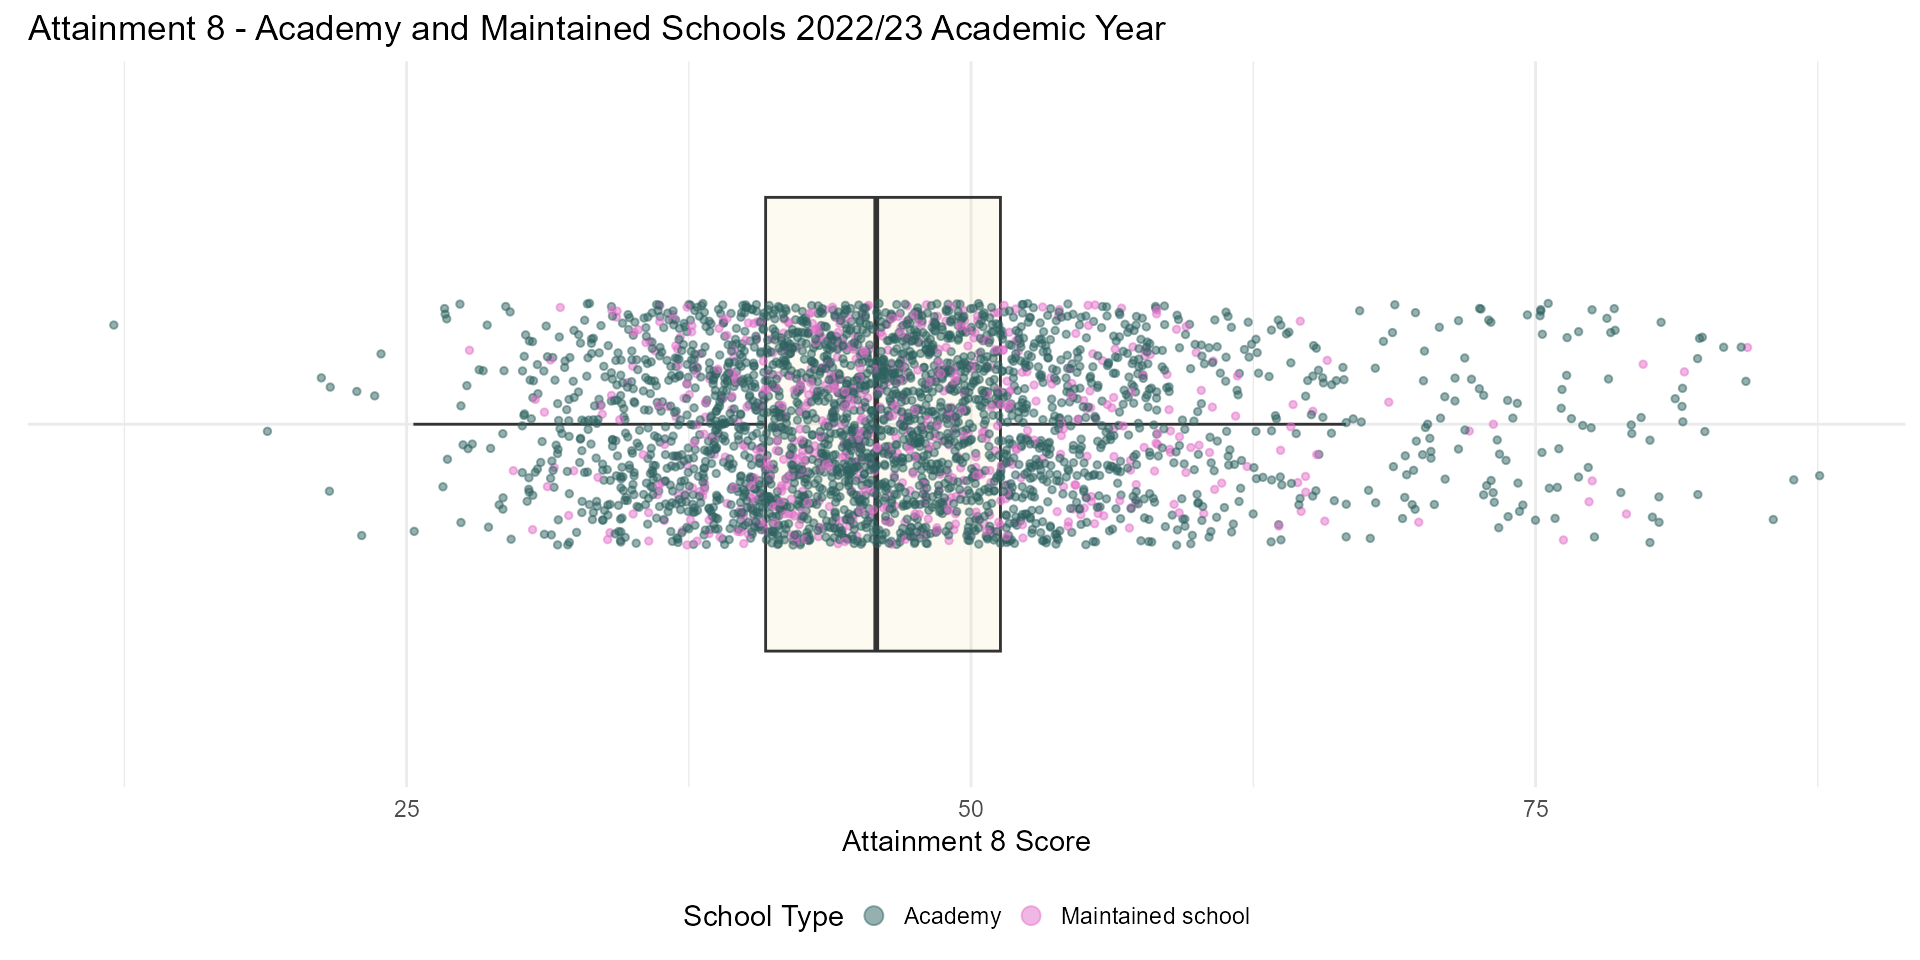 Attainment 8 - Academy and Maintained Schools 2022/23 Academic Year
25 50 75
Attainment 8 Score
School Type Academy Maintained school